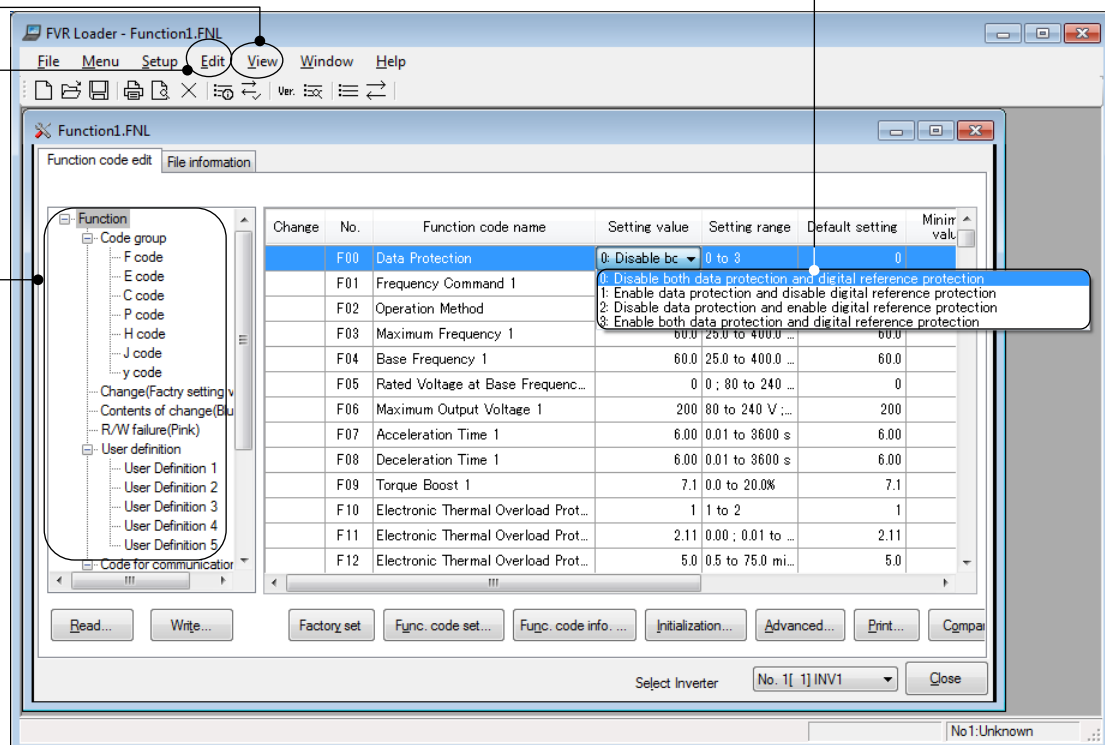 FVR Loader - Function1.FNL
File Menu Setup Edit View Window Help
Ver.
Function1.FNL
Function code edit File information
Function
Code group
F code
E code
C code
P code
H code
J code
y code
Change(Factry setting v
Contents of change(Blu
R/W failure(Pink)
User definition
User Definition 1
User Definition 2
User Definition 3
User Definition 4
User Definition 5
Code for communication
Change No. Function code name Setting value Setting range Default setting Minim valu
F00 Data Protection 0: Disable bc 0 to 3 0
0: Disable both data protection and digital reference protection
1: Enable data protection and disable digital reference protection
2: Disable data protection and enable digital reference protection
3: Enable both data protection and digital reference protection
F01 Frequency Command 1
F02 Operation Method
F03 Maximum Frequency 1 60.0 25.0 to 400.0 ... 60.0
F04 Base Frequency 1 60.0 25.0 to 400.0 ... 60.0
F05 Rated Voltage at Base Frequenc... 0 0 ; 80 to 240 ... 0
F06 Maximum Output Voltage 1 200 80 to 240 V ;... 200
F07 Acceleration Time 1 6.00 0.01 to 3600 s 6.00
F08 Deceleration Time 1 6.00 0.01 to 3600 s 6.00
F09 Torque Boost 1 7.1 0.0 to 20.0% 7.1
F10 Electronic Thermal Overload Prot... 1 1 to 2 1
F11 Electronic Thermal Overload Prot... 2.11 0.00 ; 0.01 to ... 2.11
F12 Electronic Thermal Overload Prot... 5.0 0.5 to 75.0 mi... 5.0
Read... Write... Factory set Func. code set... Func. code info. ... Initialization... Advanced... Print... Compar
Select Inverter No. 1[ 1] INV1 Close
No1:Unknown